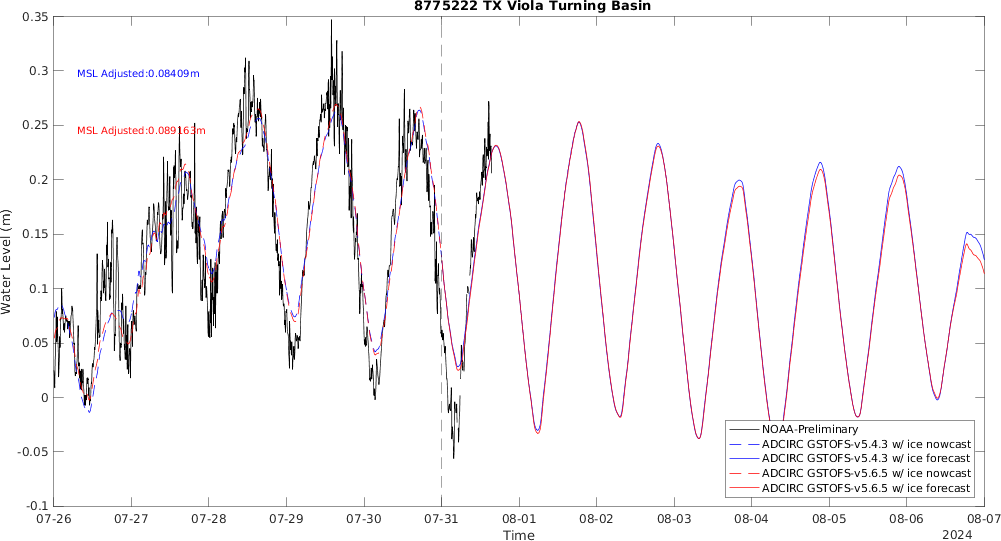 8775222 TX Viola Turning Basin
MSL Adjusted:0.08409m
MSL Adjusted:0.089163m
Water Level (m)
0.35
0.3
0.25
0.2
0.15
0.1
0.05
0
-0.05
-0.1
NOAA-Preliminary
ADCIRC GSTOFS-v5.4.3 w/ ice nowcast
ADCIRC GSTOFS-v5.4.3 w/ ice forecast
ADCIRC GSTOFS-v5.6.5 w/ ice nowcast
ADCIRC GSTOFS-v5.6.5 w/ ice forecast
07-26 07-27 07-28 07-29 07-30 07-31 08-01 08-02 08-03 08-04 08-05 08-06 08-07
Time
2024